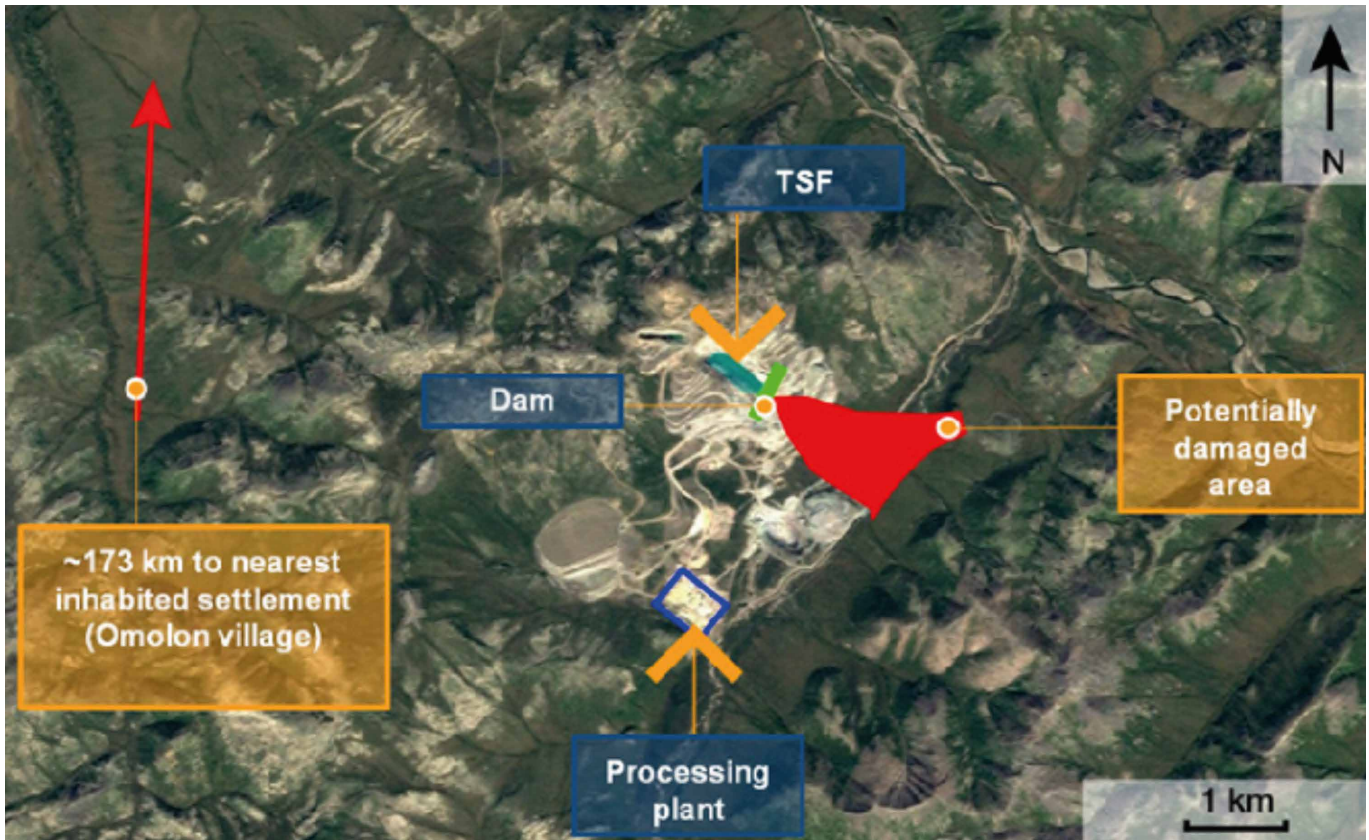 N
TSF
Dam
Potentially
damaged
area
~173 km to nearest
inhabited settlement
(Omolon village)
Processing
plant
1 km